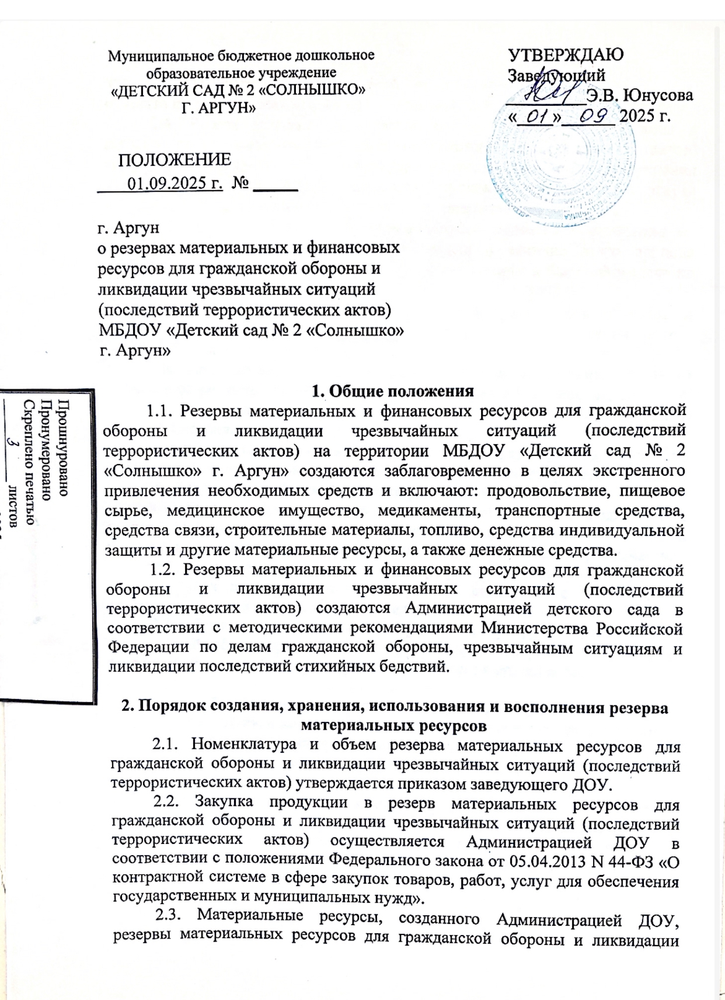 Муниципальное бюджетное дошкольное
образовательное учреждение
«ДЕТСКИЙ САД № 2 «СОЛНЫШКО»
Г. АРГУН»
УТВЕРЖДАЮ
Заведующий
Э.В. Юнусова
«01» 09 2025 г.
ПОЛОЖЕНИЕ
01.09.2025 г. №
г. Аргун
о резервах материальных и финансовых
ресурсов для гражданской обороны и
ликвидации чрезвычайных ситуаций
(последствий террористических актов)
МБДОУ «Детский сад № 2 «Солнышко»
г. Аргун»
Прошнуровано
Пронумеровано
Скреплено печатью
3 листов
1. Общие положения
1.1. Резервы материальных и финансовых ресурсов для гражданской
обороны и ликвидации чрезвычайных ситуаций (последствий
террористических актов) на территории МБДОУ «Детский сад № 2
«Солнышко» г. Аргун» создаются заблаговременно в целях экстренного
привлечения необходимых средств и включают: продовольствие, пищевое
сырье, медицинское имущество, медикаменты, транспортные средства,
средства связи, строительные материалы, топливо, средства индивидуальной
защиты и другие материальные ресурсы, а также денежные средства.
1.2. Резервы материальных и финансовых ресурсов для гражданской
обороны и ликвидации чрезвычайных ситуаций (последствий
террористических актов) создаются Администрацией детского сада в
соответствии с методическими рекомендациями Министерства Российской
Федерации по делам гражданской обороны, чрезвычайным ситуациям и
ликвидации последствий стихийных бедствий.
2. Порядок создания, хранения, использования и восполнения резерва
материальных ресурсов
2.1. Номенклатура и объем резерва материальных ресурсов для
гражданской обороны и ликвидации чрезвычайных ситуаций (последствий
террористических актов) утверждается приказом заведующего ДОУ.
2.2. Закупка продукции в резерв материальных ресурсов для
гражданской обороны и ликвидации чрезвычайных ситуаций (последствий
террористических актов) осуществляется Администрацией ДОУ в
соответствии с положениями Федерального закона от 05.04.2013 N 44-ФЗ «О
контрактной системе в сфере закупок товаров, работ, услуг для обеспечения
государственных и муниципальных нужд».
2.3. Материальные ресурсы, созданного Администрацией ДОУ,
резервы материальных ресурсов для гражданской обороны и ликвидации